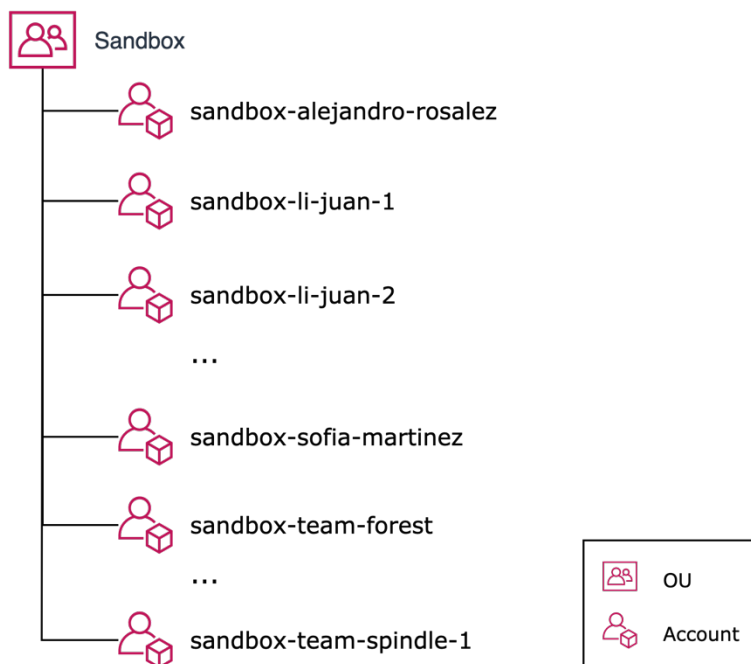 Sandbox
sandbox-alejandro-rosalez
sandbox-li-juan-1
sandbox-li-juan-2
...
sandbox-sofia-martinez
sandbox-team-forest
...
sandbox-team-spindle-1
OU
Account